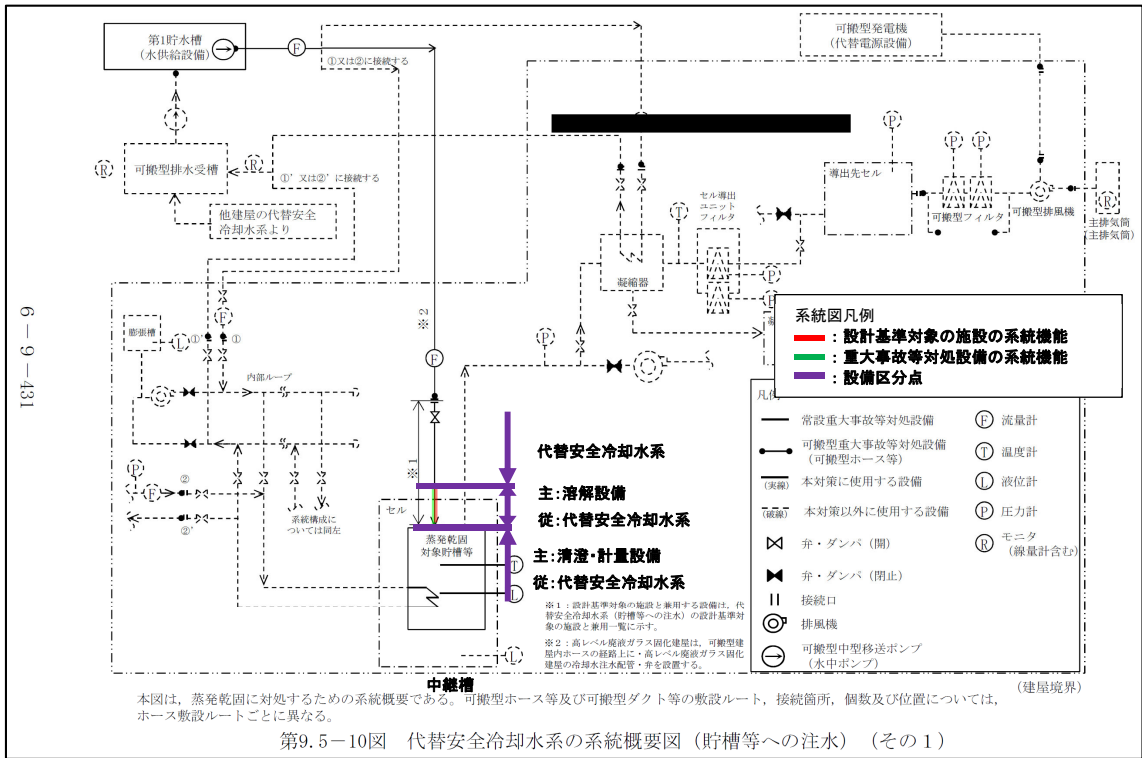 第1貯水槽
(水供給設備)
F
①又は②に接続する
可搬型発電機
(代替電源設備)
可搬型排水受槽
R
R
①’又は②’に接続する
他建屋の代替安全
冷却水系より
P
P
P
導出先セル
セル導出
ユニット
フィルタ
T
可搬型フィルタ
可搬型排風機
R
主排気筒
(主排気筒)
凝縮器
P
P
※2
膨張槽
L
①’
F
①
内部ループ
F
P
系統図凡例
:設計基準対象の施設の系統機能
:重大事故等対処設備の系統機能
:設備区分点
凡例
常設重大事故等対処設備
可搬型重大事故等対処設備
(可搬型ホース等)
(実線)
本対策に使用する設備
(破線)
本対策以外に使用する設備
弁・ダンパ(開)
弁・ダンパ(閉止)
接続口
排風機
可搬型中型移送ポンプ
(水中ポンプ)
F 流量計
T 温度計
L 液位計
P 圧力計
R モニタ
(線量計含む)
※1
代替安全冷却水系
主:溶解設備
従:代替安全冷却水系
主:清澄・計量設備
従:代替安全冷却水系
P
F
②
②’
系統構成に
ついては同左
セル
蒸発乾固
対象貯槽等
T
L
L
中継槽
※1:設計基準対象の施設と兼用する設備は,代
替安全冷却水系(貯槽等への注水)の設計基準対
象の施設と兼用一覧に示す。
※2:高レベル廃液ガラス固化建屋は,可搬型建
屋内ホースの経路上に・高レベル廃液ガラス固化
建屋の冷却水注水配管・弁を設置する。
(建屋境界)
本図は,蒸発乾固に対処するための系統概要である。可搬型ホース等及び可搬型ダクト等の敷設ルート,接続箇所,個数及び位置については,
ホース敷設ルートごとに異なる。
第9.5-10図 代替安全冷却水系の系統概要図(貯槽等への注水)(その1)
6-9-431